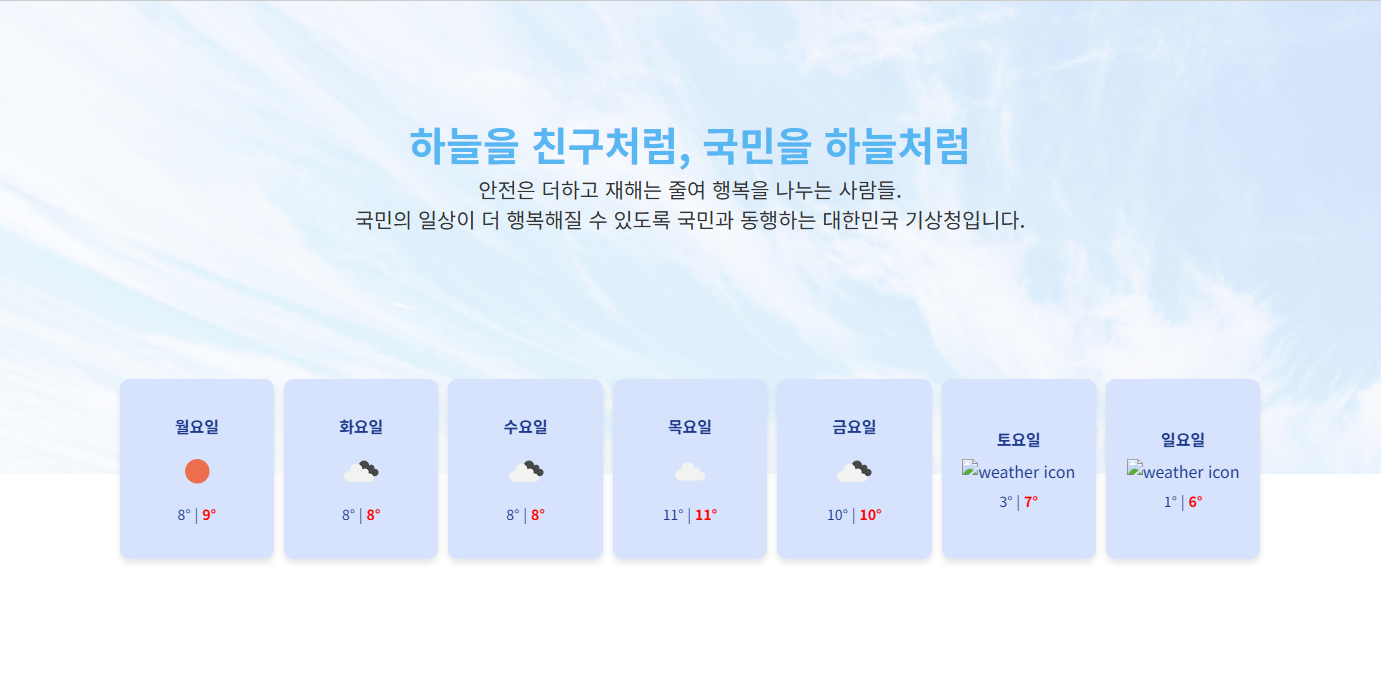 하늘을 친구처럼, 국민을 하늘처럼
안전은 더하고 재해는 줄여 행복을 나누는 사람들.
국민의 일상이 더 행복해질 수 있도록 국민과 동행하는 대한민국 기상청입니다.
월요일
8° | 9°
화요일
8° | 8°
수요일
8° | 8°
목요일
11° | 11°
금요일
10° | 10°
토요일
weather icon
3° | 7°
일요일
weather icon
1° | 6°